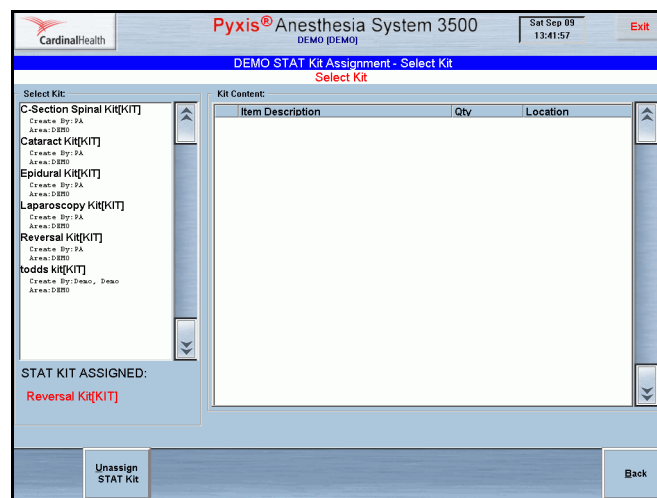 CardinalHealth
Pyxis® Anesthesia System 3500
DEMO [DEMO]
Sat Sep 09
13:41:57
Exit
DEMO STAT Kit Assignment - Select Kit
Select Kit
Select Kit:
C-Section Spinal Kit[KIT]
Create By:PA
Area:DEMO
Cataract Kit[KIT]
Create By:PA
Area:DEMO
Epidural Kit[KIT]
Create By:PA
Area:DEMO
Laparoscopy Kit[KIT]
Create By:PA
Area:DEMO
Reversal Kit[KIT]
Create By:PA
Area:DEMO
todds kit[KIT]
Create By:Demo, Demo
Area:DEMO
STAT KIT ASSIGNED:
Reversal Kit[KIT]
Kit Content:
Item Description Qty Location
Unassign
STAT Kit
Back